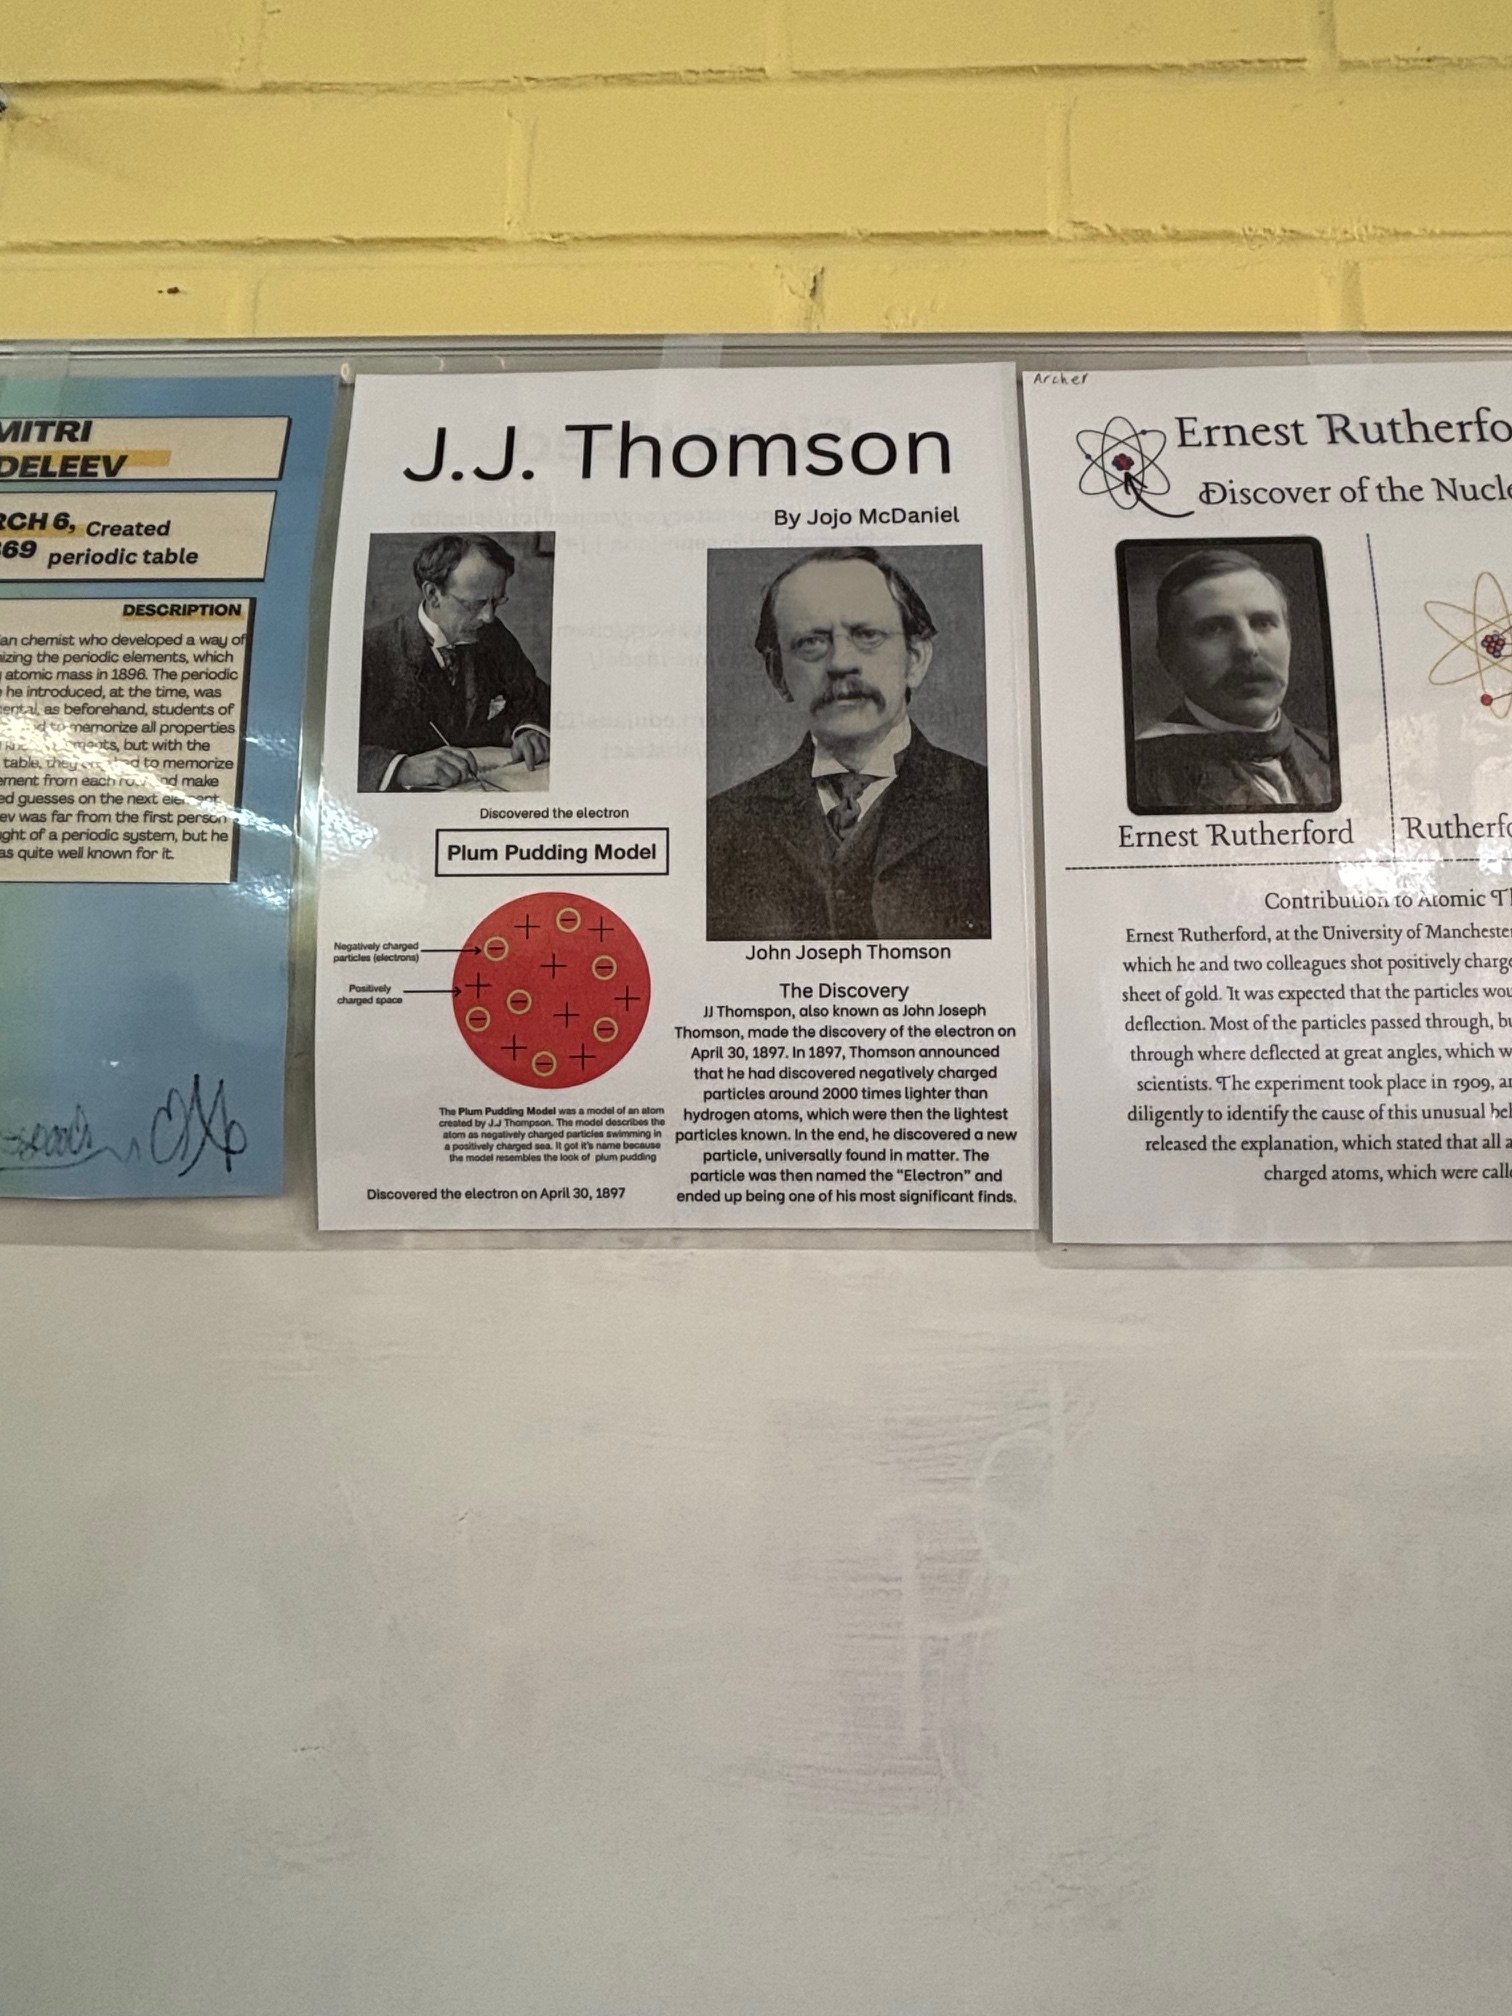 MITRI
DELEEV
RCH 6, Created
69 periodic table
DESCRIPTION
an chemist who developed a way of
izing the periodic elements, which
atomic mass in 1896. The periodic
he introduced, at the time, was
ental, as beforehand, students of
to memorize all properties
but with the
table, they to memorize
ement from each and make
ed guesses on the next
ev was far from the first person
ght of a periodic system, but he
as quite well known for it.
J.J. Thomson
By Jojo McDaniel
Discovered the electron
Plum Pudding Model
Negatively charged
particles (electrons)
Positively
charged space
The Plum Pudding Model was a model of an atom
created by J.J Thompson. The model describes the
atom as negatively charged particles swimming in
a positively charged sea. It got it's name because
the model resembles the look of plum pudding
Discovered the electron on April 30, 1897
John Joseph Thomson
The Discovery
JJ Thomspon, also known as John Joseph
Thomson, made the discovery of the electron on
April 30, 1897. In 1897, Thomson announced
that he had discovered negatively charged
particles around 2000 times lighter than
hydrogen atoms, which were then the lightest
particles known. In the end, he discovered a new
particle, universally found in matter. The
particle was then named the "Electron" and
ended up being one of his most significant finds.
Archer
Ernest Rutherfo
Discover of the Nucle
Ernest Rutherford
Rutherfo
Contribution to Atomic Th
Ernest Rutherford, at the University of Manchester
which he and two colleagues shot positively charge
sheet of gold. It was expected that the particles wou
deflection. Most of the particles passed through, bu
through where deflected at great angles, which w
scientists. The experiment took place in 1909, an
diligently to identify the cause of this unusual bel
released the explanation, which stated that all a
charged atoms, which were calle